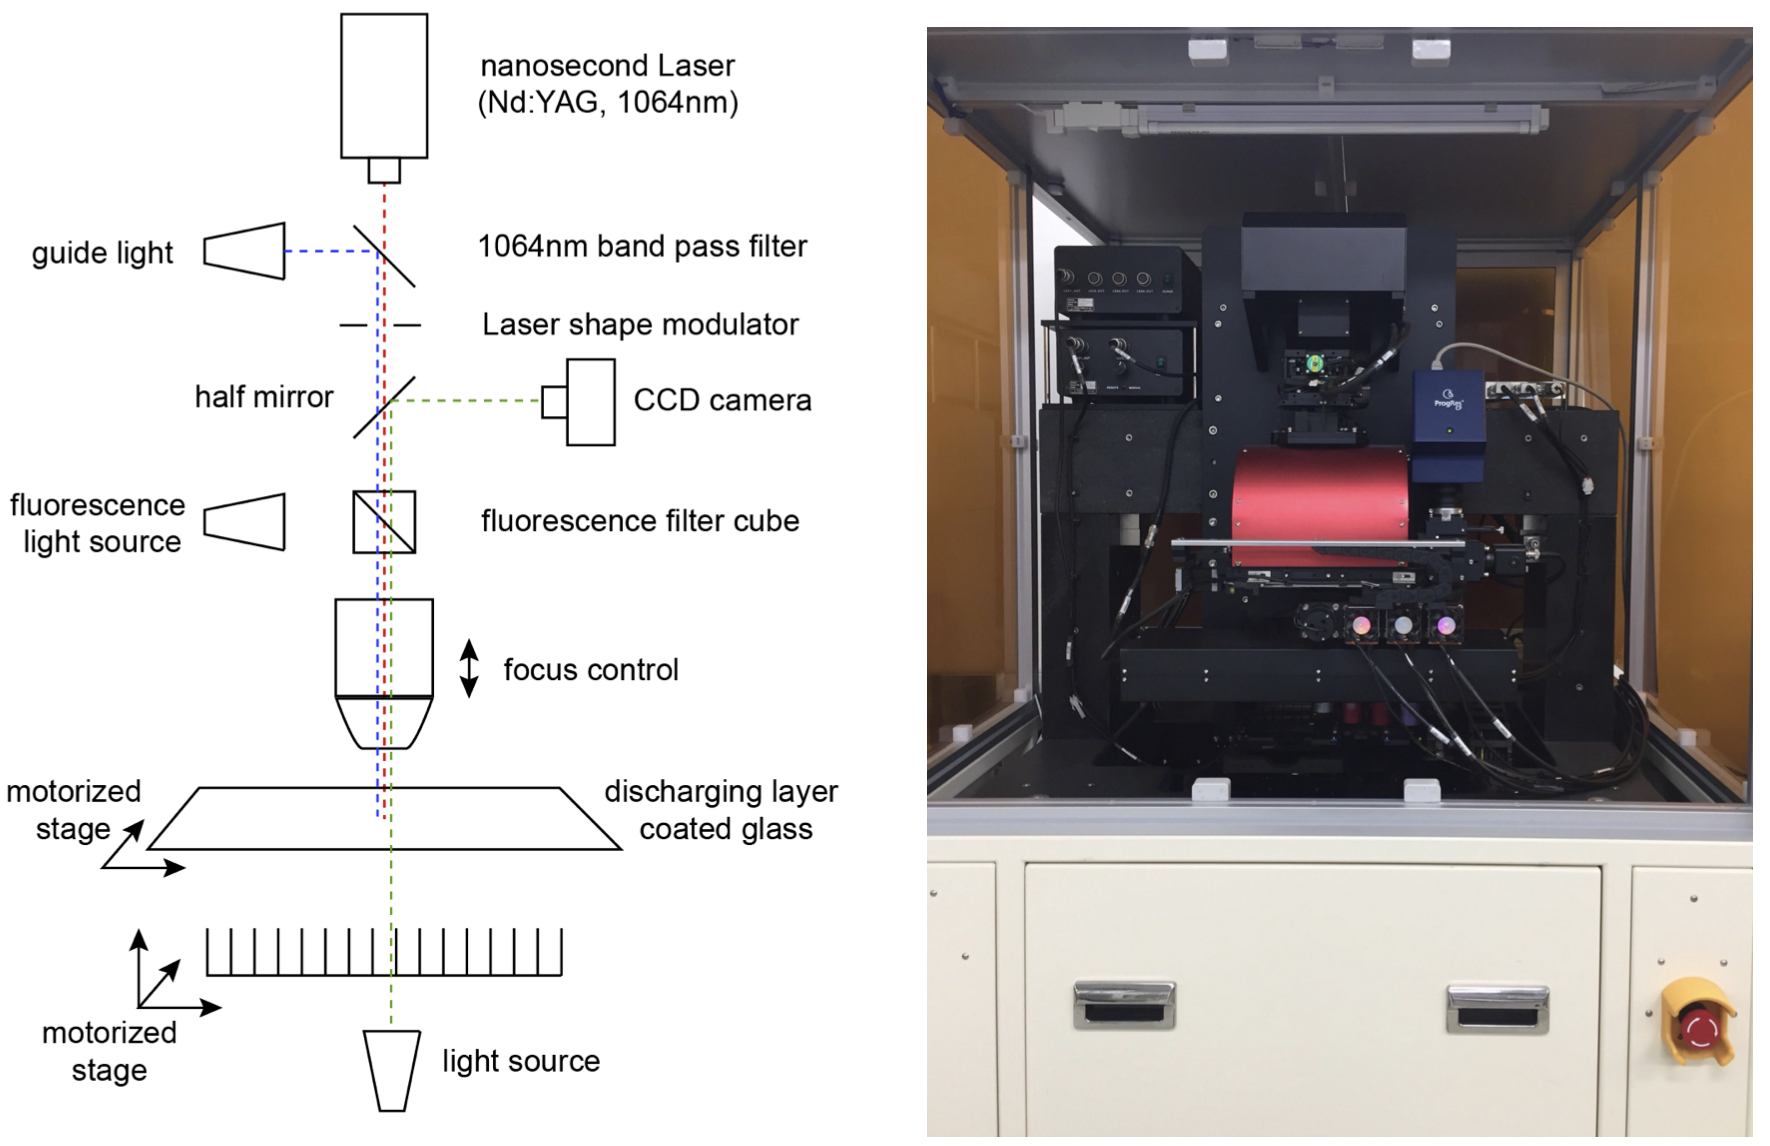 nanosecond Laser
(Nd:YAG, 1064nm)
guide light
1064nm band pass filter
Laser shape modulator
half mirror
CCD camera
fluorescence
light source
fluorescence filter cube
focus control
motorized
stage
discharging layer
coated glass
motorized
stage
light source
ProgRes